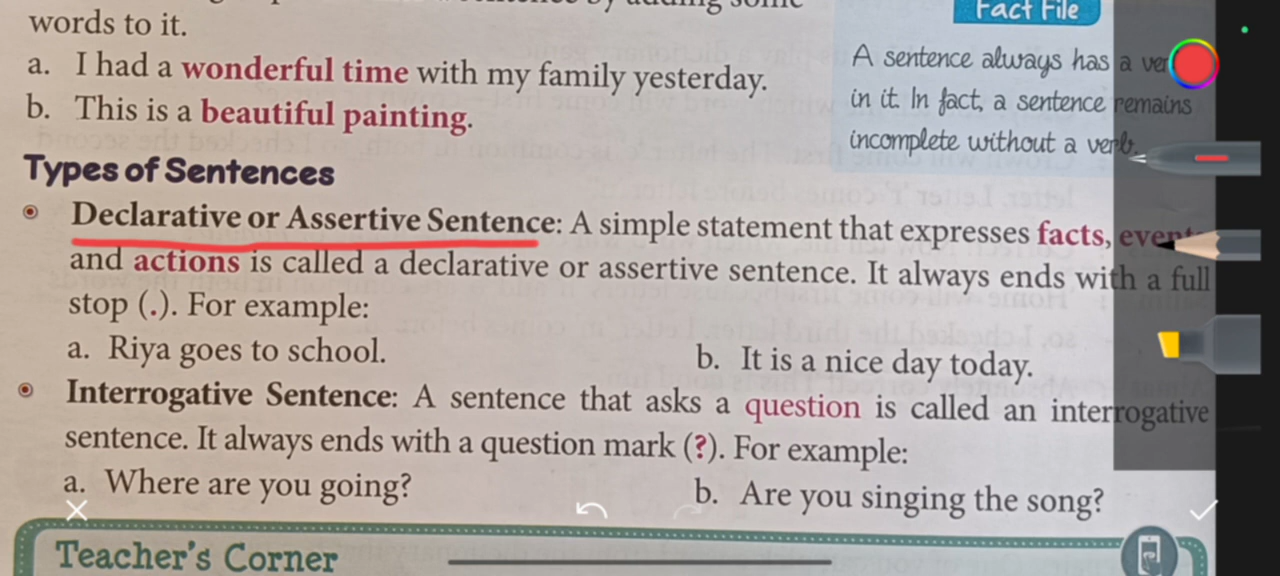 words to it.
a. I had a wonderful time with my family yesterday.
b. This is a beautiful painting.
Fact File
A sentence always has a
in it. In fact, a sentence remains
incomplete without a verb.
Types of Sentences
Declarative or Assertive Sentence: A simple statement that expresses facts, events
and actions is called a declarative or assertive sentence. It always ends with a full
stop (.). For example:
a. Riya goes to school.
b. It is a nice day today.
Interrogative Sentence: A sentence that asks a question is called an interrogative
sentence. It always ends with a question mark (?). For example:
a. Where are you going?
b. Are you singing the song?
Teacher's Corner